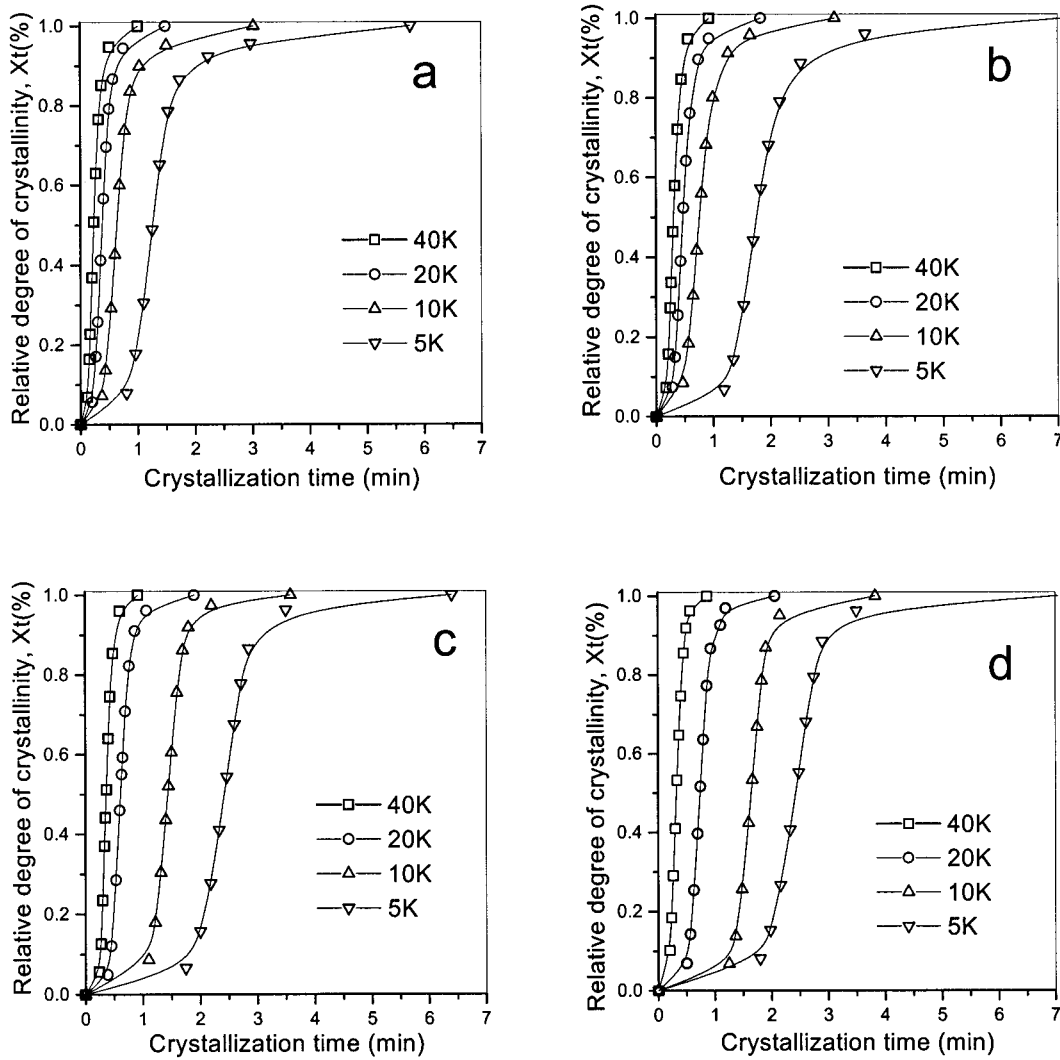 Relative degree of crystallinity, Xt(%)
1.0
0.8
0.6
0.4
0.2
0.0
a
40K
20K
10K
5K
0 1 2 3 4 5 6 7
Crystallization time (min)
Relative degree of crystallinity, Xt(%)
1.0
0.8
0.6
0.4
0.2
0.0
b
40K
20K
10K
5K
0 1 2 3 4 5 6 7
Crystallization time (min)
Relative degree of crystallinity, Xt(%)
1.0
0.8
0.6
0.4
0.2
0.0
c
40K
20K
10K
5K
0 1 2 3 4 5 6 7
Crystallization time (min)
Relative degree of crystallinity, Xt(%)
1.0
0.8
0.6
0.4
0.2
0.0
d
40K
20K
10K
5K
0 1 2 3 4 5 6 7
Crystallization time (min)